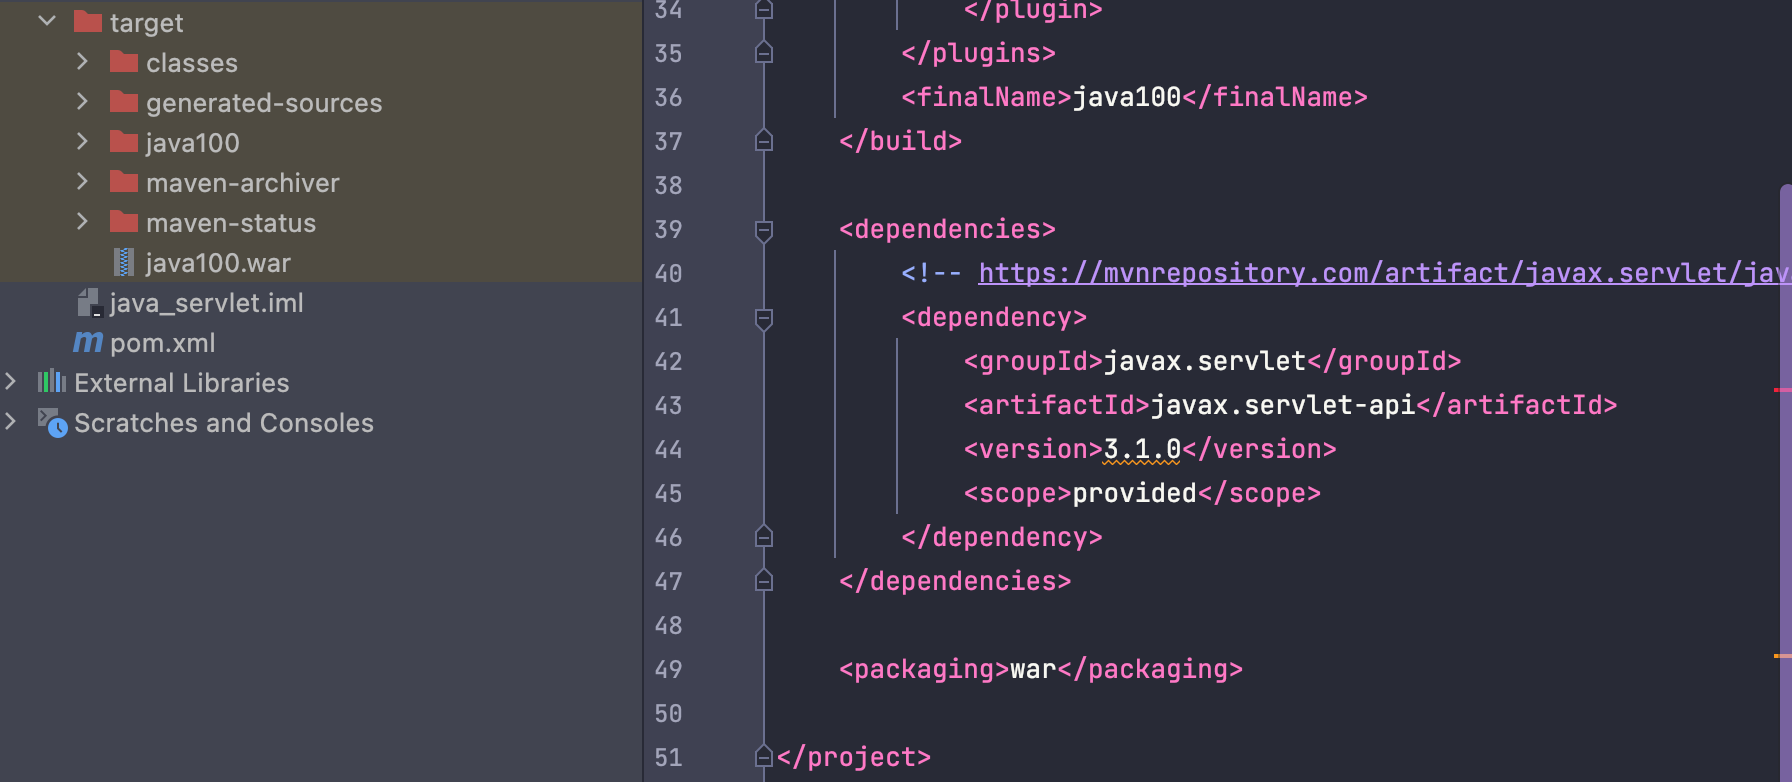 target
classes
generated-sources
java100
maven-archiver
maven-status
java100.war
java_servlet.iml
pom.xml
External Libraries
Scratches and Consoles
34 </plugin>
35 </plugins>
36 <finalName>java100</finalName>
37 </build>
38
39 <dependencies>
40 <!-- https://mvnrepository.com/artifact/javax.servlet/jav
41 <dependency>
42 <groupId>javax.servlet</groupId>
43 <artifactId>javax.servlet-api</artifactId>
44 <version>3.1.0</version>
45 <scope>provided</scope>
46 </dependency>
47 </dependencies>
48
49 <packaging>war</packaging>
50
51 </project>